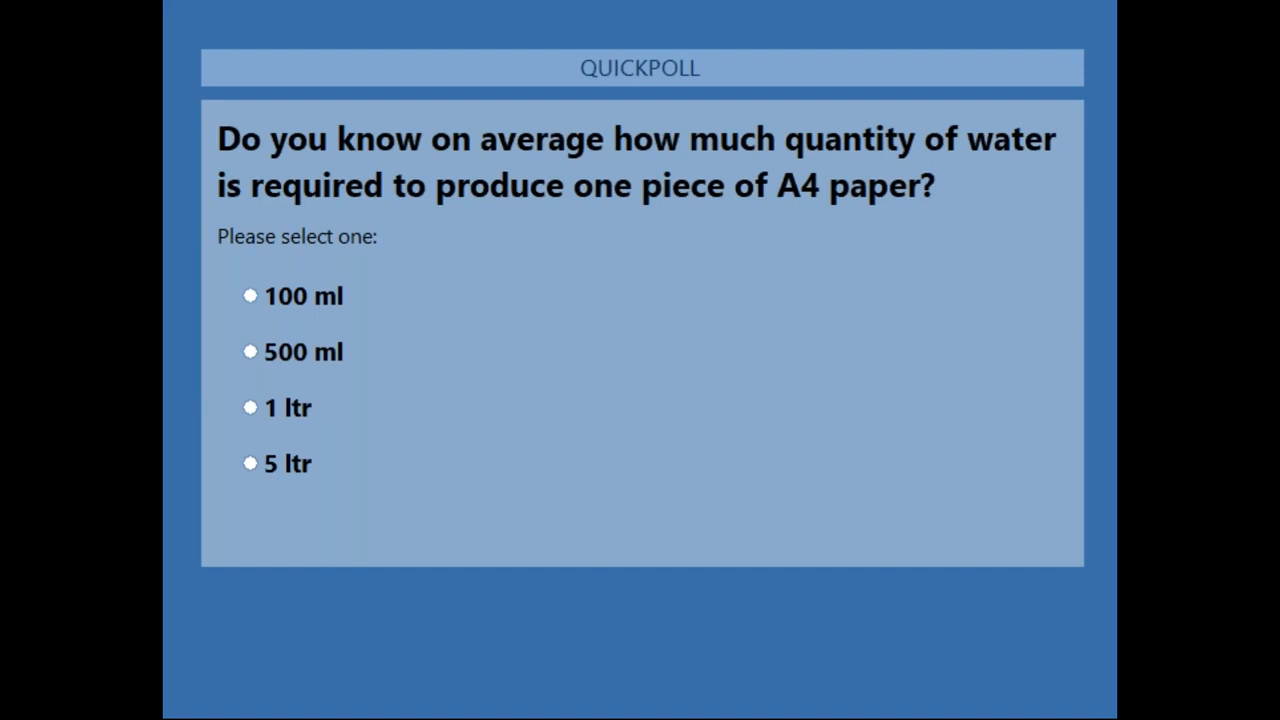 QUICKPOLL
Do you know on average how much quantity of water
is required to produce one piece of A4 paper?
Please select one:
100 ml
500 ml
1 ltr
5 ltr